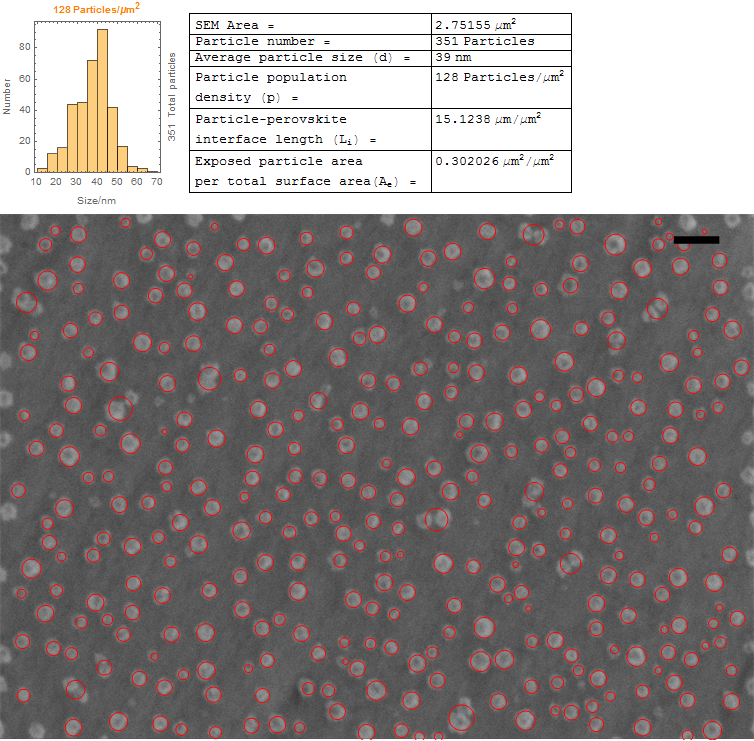 128 Particles/μm²
80
60
40
20
0
10 20 30 40 50 60 70
Number
Size/nm
351 Total particles
SEM Area = 2.75155 μm²
Particle number = 351 Particles
Average particle size (d) = 39 nm
Particle population
density (p) = 128 Particles/μm²
Particle-perovskite
interface length (Lᵢ) = 15.1238 μm/μm²
Exposed particle area
per total surface area(Aₑ) = 0.302026 μm²/μm²